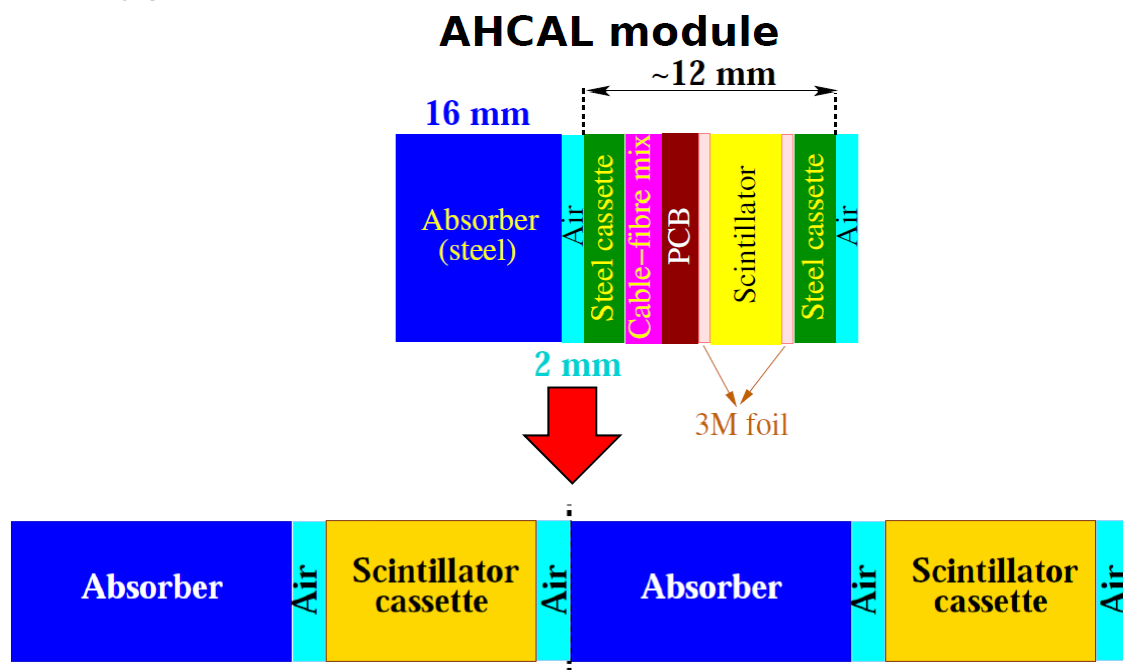 AHCAL module
~12 mm
16 mm
Absorber
(steel)
Air
Steel cassette
Cable-fibre mix
PCB
Scintillator
Steel cassette
Air
2 mm
3M foil
Absorber
Air
Scintillator
cassette
Air
Absorber
Air
Scintillator
cassette
Air